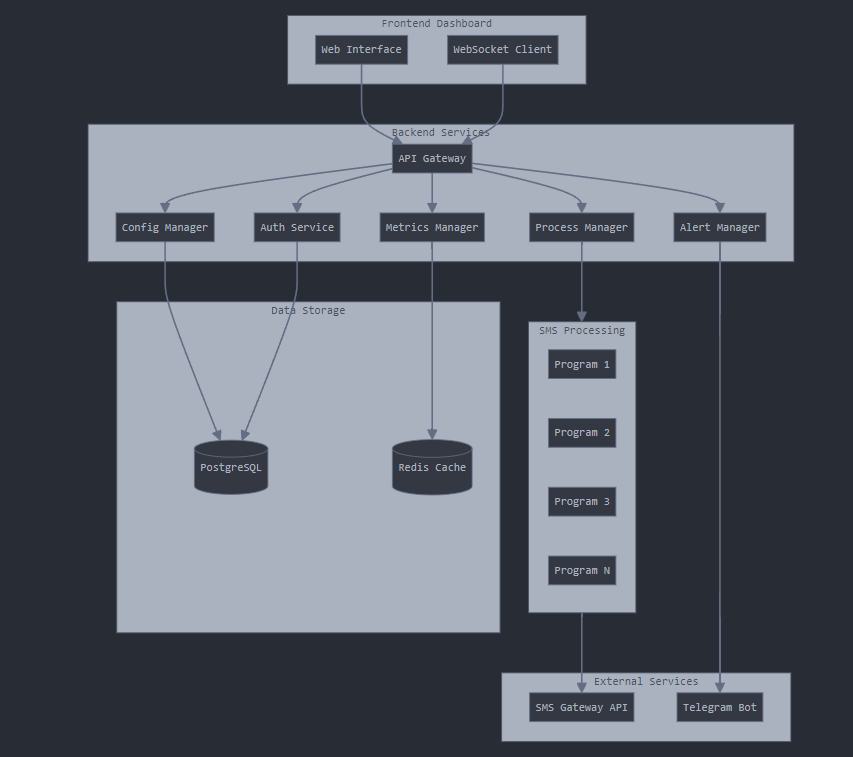 Frontend Dashboard
Web Interface
WebSocket Client
Backend Services
API Gateway
Config Manager
Auth Service
Metrics Manager
Process Manager
Alert Manager
Data Storage
SMS Processing
Program 1
Program 2
PostgreSQL
Redis Cache
Program 3
Program N
External Services
SMS Gateway API
Telegram Bot